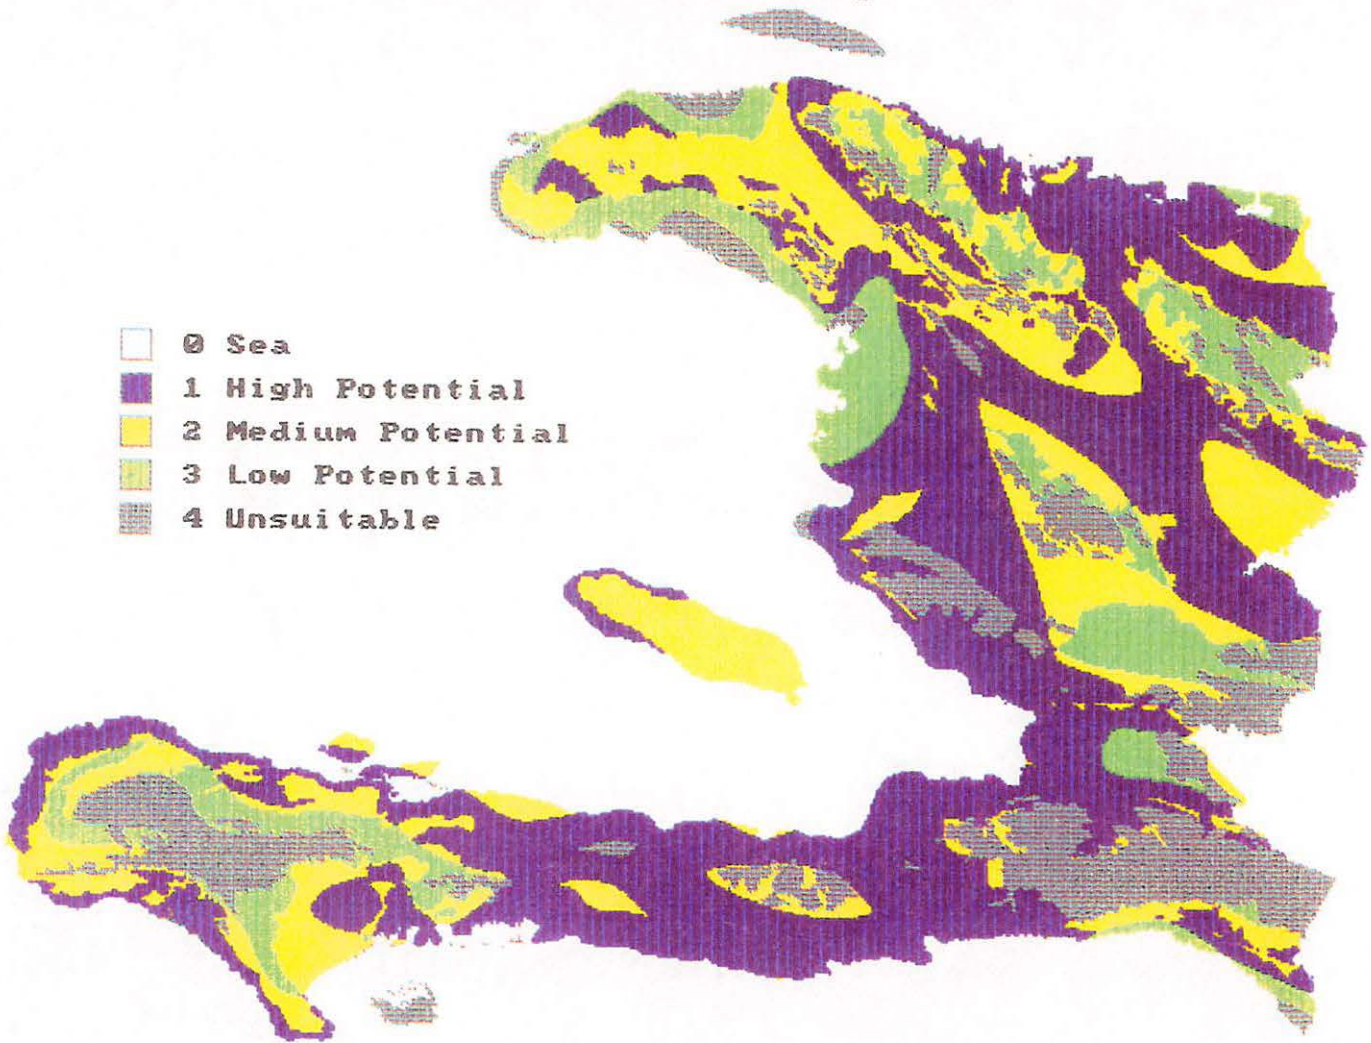 0 Sea
1 High Potential
2 Medium Potential
3 Low Potential
4 Unsuitable